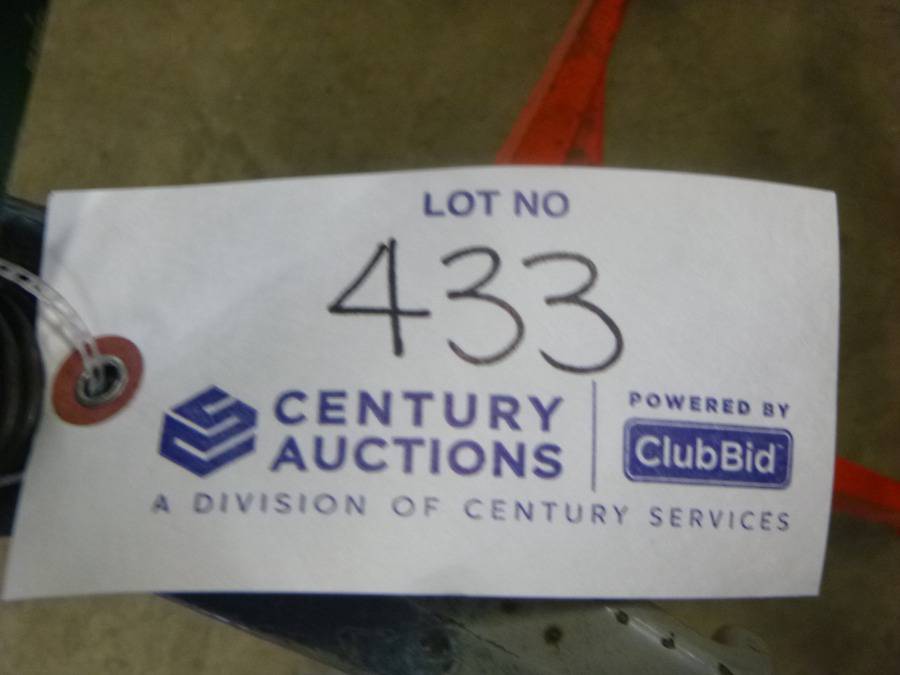 LOT NO
433
CENTURY
AUCTIONS
POWERED BY
ClubBid
A DIVISION OF CENTURY SERVICES